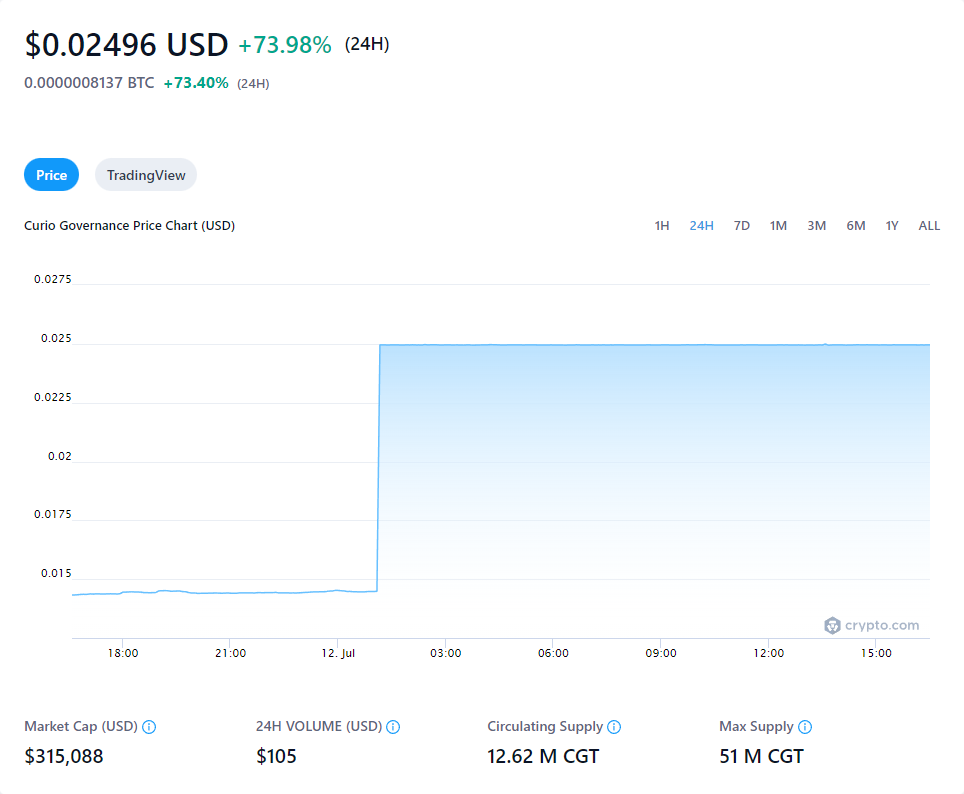 $0.02496 USD +73.98% (24H)
0.0000008137 BTC +73.40% (24H)
Price TradingView
Curio Governance Price Chart (USD) 1H 24H 7D 1M 3M 6M 1Y ALL
0.0275
0.025
0.0225
0.02
0.0175
0.015
crypto.com
18:00 21:00 12. Jul 03:00 06:00 09:00 12:00 15:00
Market Cap (USD) 24H VOLUME (USD) Circulating Supply Max Supply
$315,088 $105 12.62 M CGT 51 M CGT